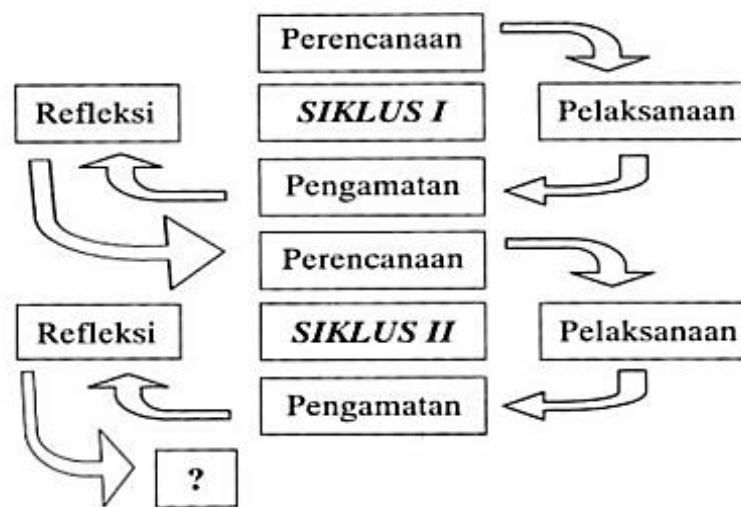 Perencanaan
Refleksi
SIKLUS I
Pelaksanaan
Pengamatan
Perencanaan
Refleksi
SIKLUS II
Pelaksanaan
Pengamatan
?